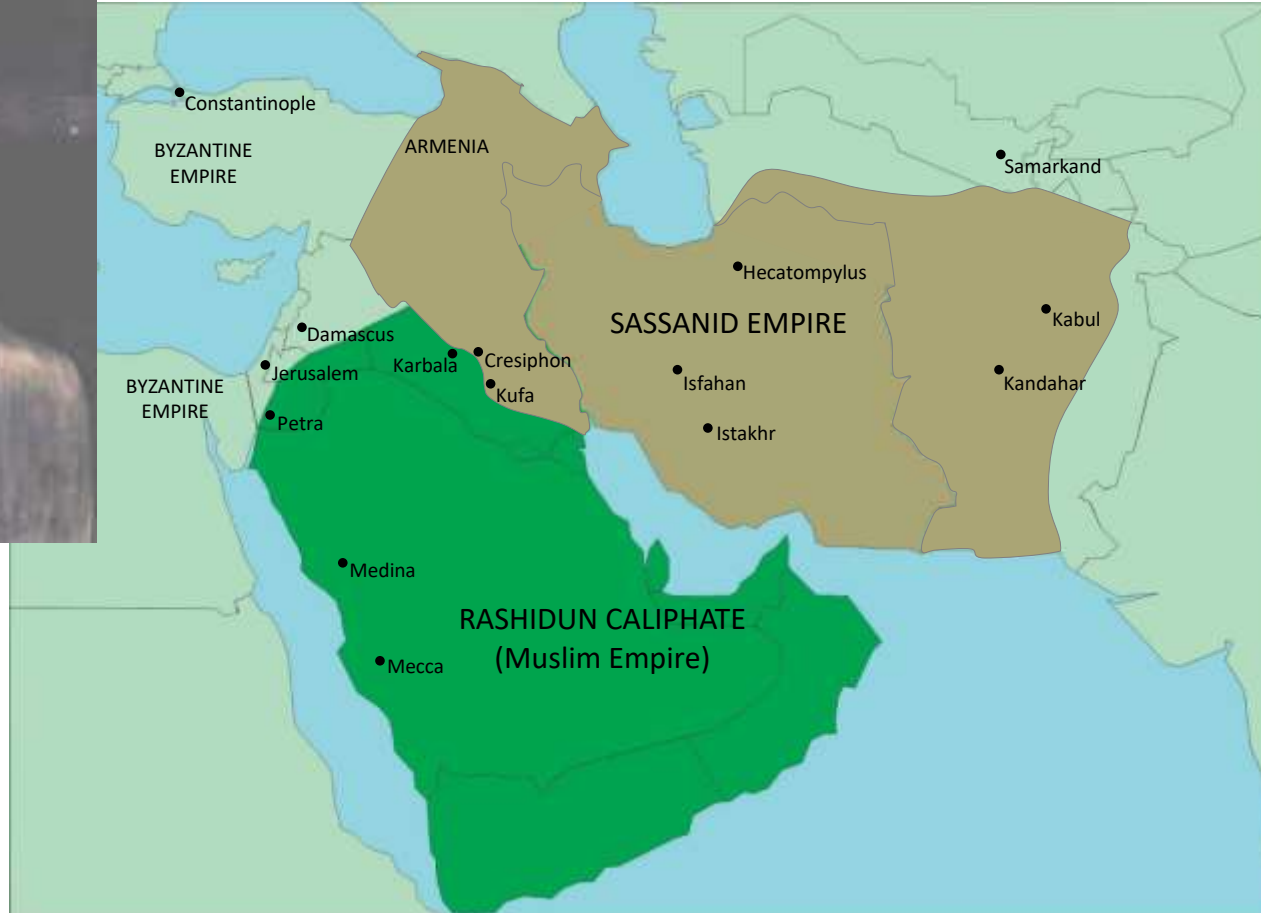 Constantinople
BYZANTINE
EMPIRE
ARMENIA
Samarkand
Hecatompylus
SASSANID EMPIRE
Kabul
Damascus
Karbala
Cresiphon
Jerusalem
Isfahan
Kandahar
BYZANTINE
EMPIRE
Kufa
Petra
Istakhr
Medina
RASHIDUN CALIPHATE
(Muslim Empire)
Mecca